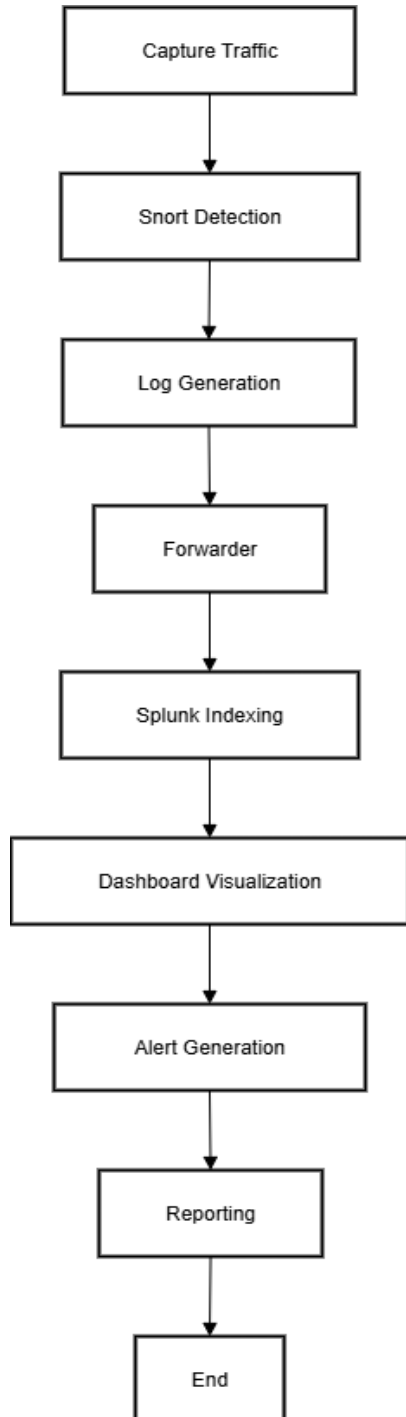 Capture Traffic
Snort Detection
Log Generation
Forwarder
Splunk Indexing
Dashboard Visualization
Alert Generation
Reporting
End